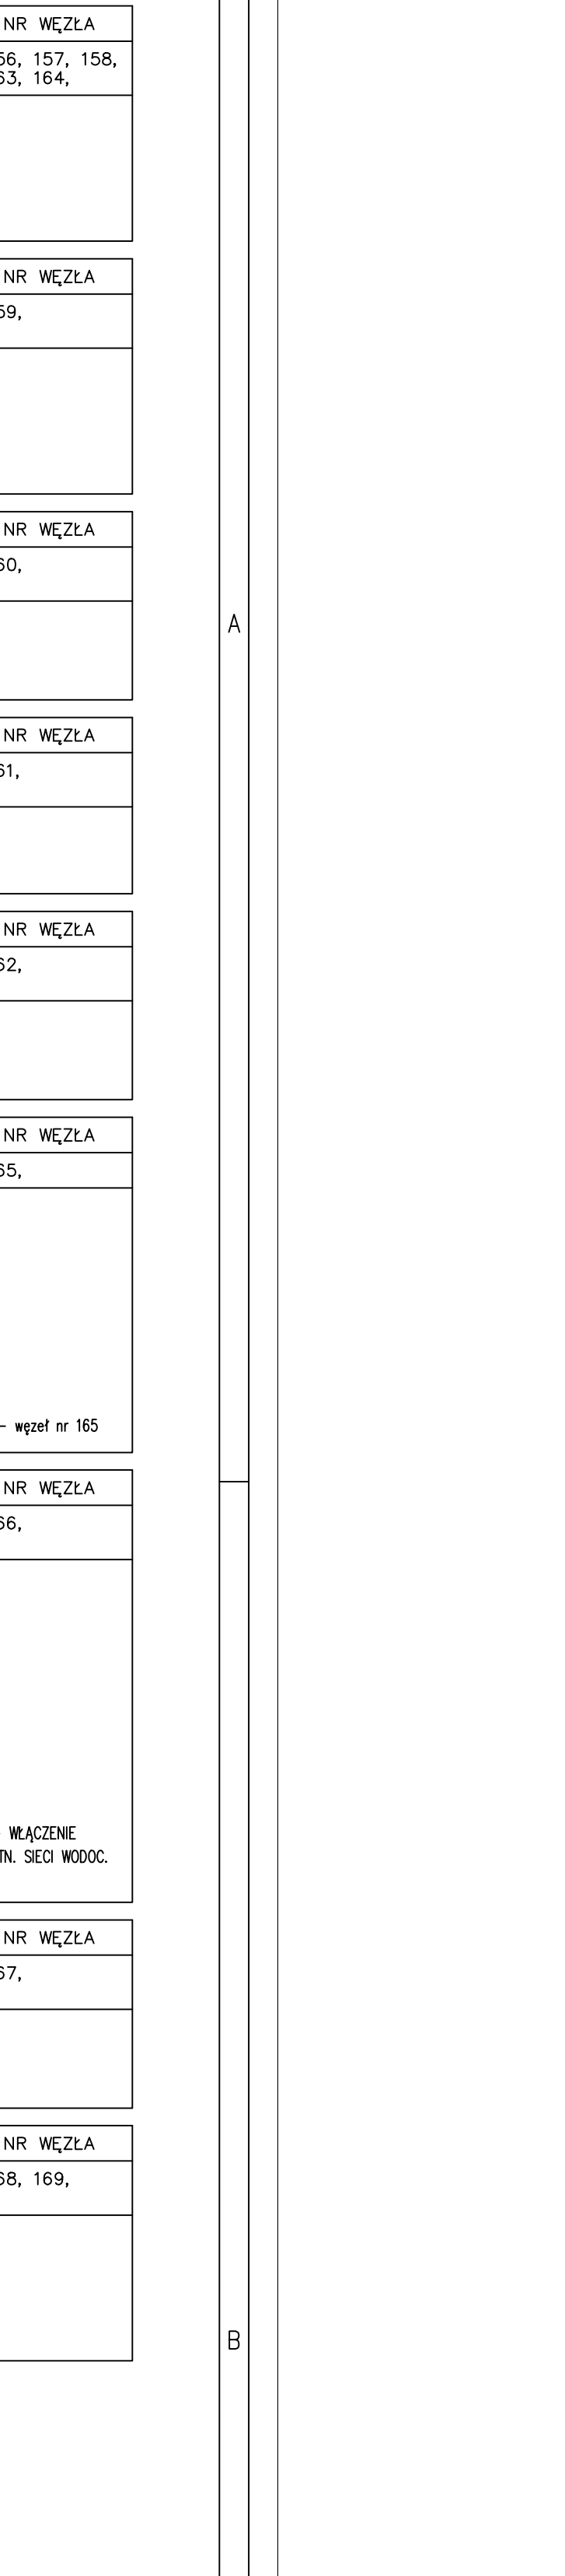 NR WĘZŁA
56, 157, 158,
63, 164,
NR WĘZŁA
59,
NR WĘZŁA
60,
A
NR WĘZŁA
61,
NR WĘZŁA
62,
NR WĘZŁA
65,
– węzeł nr 165
NR WĘZŁA
66,
WŁĄCZENIE
TN. SIECI WODOC.
NR WĘZŁA
67,
NR WĘZŁA
68, 169,
B